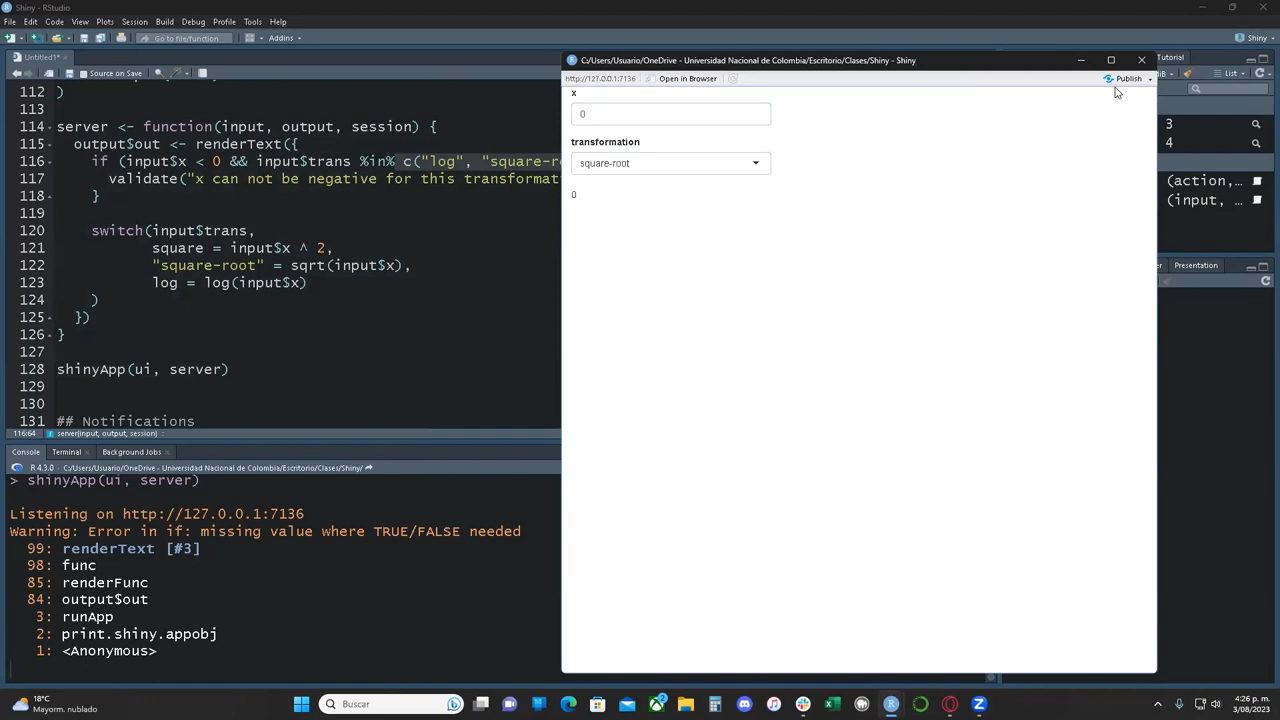 Shiny - RStudio
File Edit Code View Plots Session Build Debug Profile Tools Help
Go to file/function
Addins
Shiny
Untitled1*
Source on Save
112 )
113
114 server <- function(input, output, session) {
115 output$out <- renderText({
116 if (input$x < 0 && input$trans %in% c("log", "square-ro
117 validate("x can not be negative for this transformat
118 }
119
120 switch(input$trans,
121 square = input$x ^ 2,
122 "square-root" = sqrt(input$x),
123 log = log(input$x)
124 )
125 })
126 }
127
128 shinyApp(ui, server)
129
130
131 ## Notifications
116:64 server(input, output, session)
Console Terminal Background Jobs
R 4.3.0 · C:/Users/Usuario/OneDrive - Universidad Nacional de Colombia/Escritorio/Clases/Shiny/
> shinyApp(ui, server)
Listening on http://127.0.0.1:7136
Warning: Error in if: missing value where TRUE/FALSE needed
99: renderText [#3]
98: func
85: renderFunc
84: output$out
3: runApp
2: print.shiny.appobj
1: <Anonymous>
C:/Users/Usuario/OneDrive - Universidad Nacional de Colombia/Escritorio/Clases/Shiny - Shiny
http://127.0.0.1:7136 Open in Browser
Publish
x
0
transformation
square-root
0
Tutorial
List
3
4
(action,...
(input, ...
Presentation
18°C
Mayorm. nublado
Buscar
2
4:26 p. m.
3/08/2023